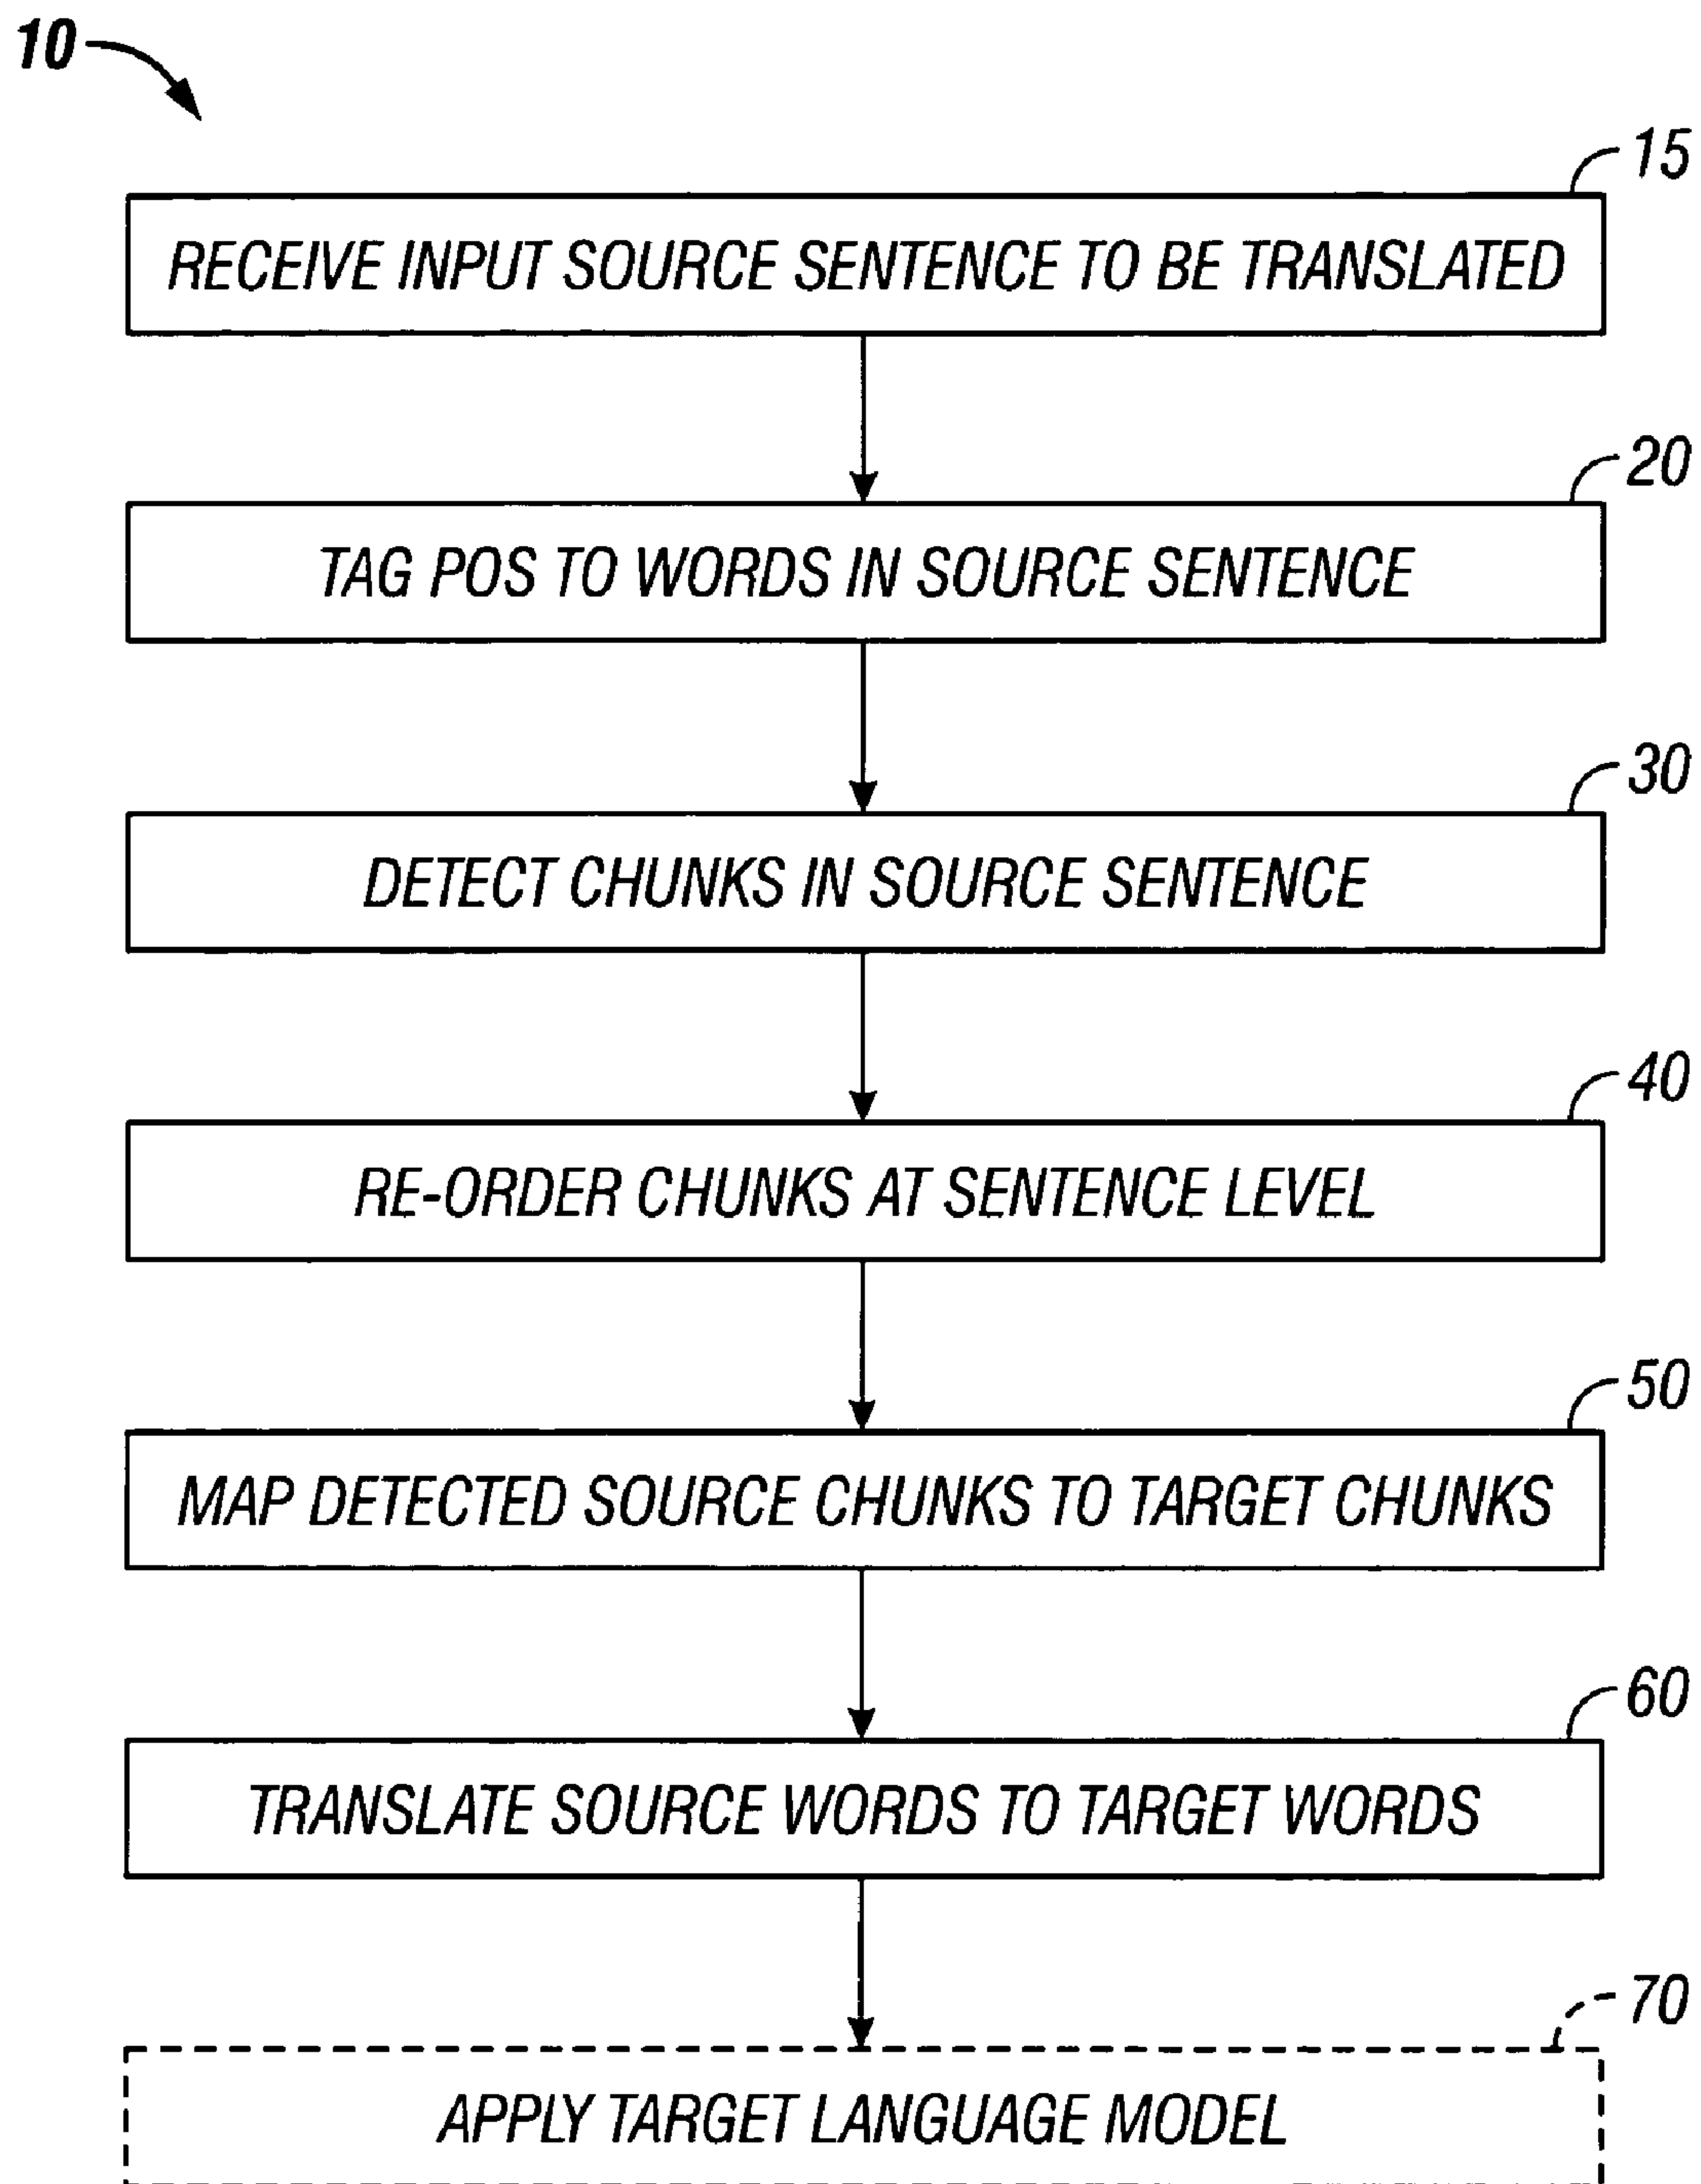 10
15
RECEIVE INPUT SOURCE SENTENCE TO BE TRANSLATED
20
TAG POS TO WORDS IN SOURCE SENTENCE
30
DETECT CHUNKS IN SOURCE SENTENCE
40
RE-ORDER CHUNKS AT SENTENCE LEVEL
50
MAP DETECTED SOURCE CHUNKS TO TARGET CHUNKS
60
TRANSLATE SOURCE WORDS TO TARGET WORDS
70
APPLY TARGET LANGUAGE MODEL